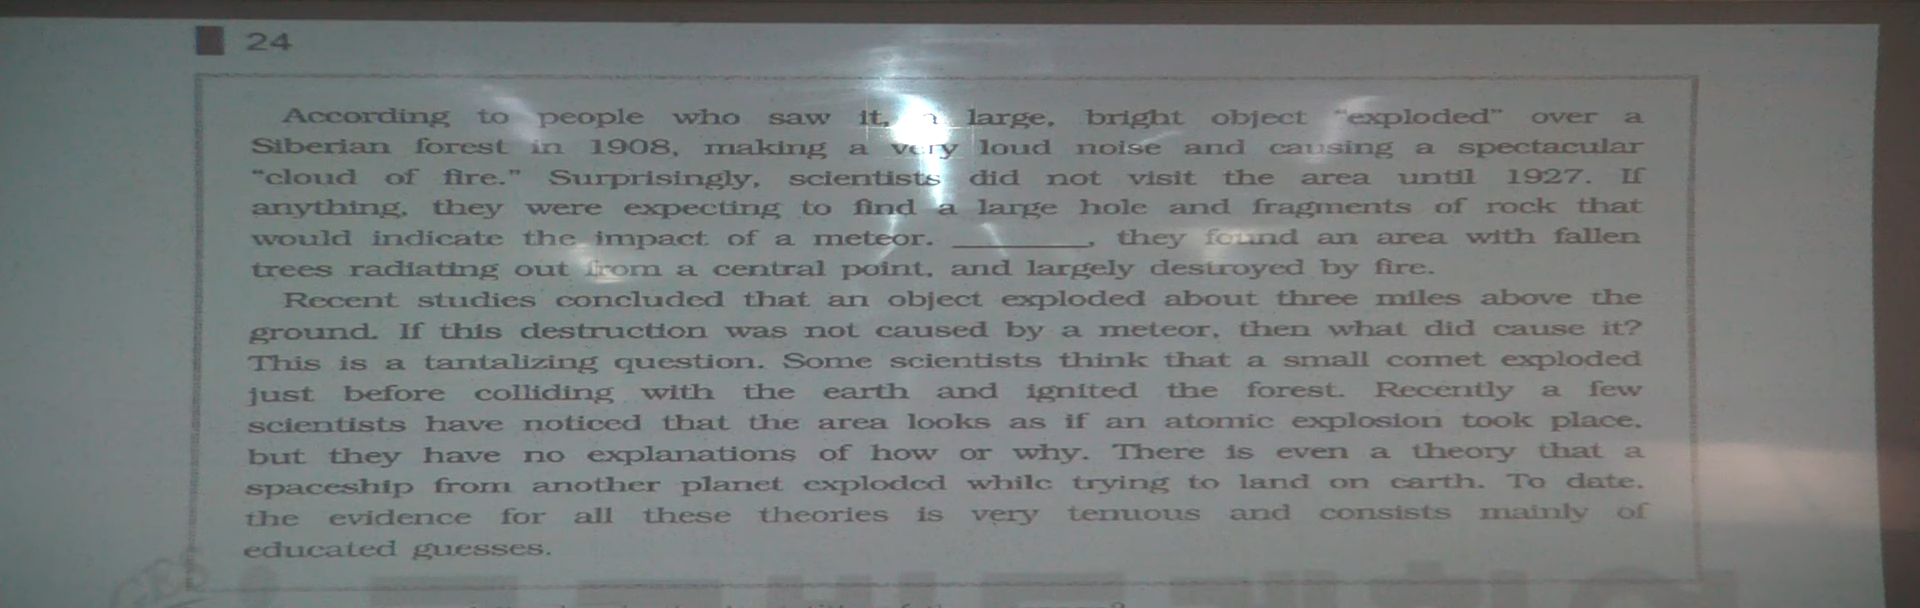 24
According to people who saw it, a large, bright object "exploded" over a
Siberian forest in 1908, making a very loud noise and causing a spectacular
"cloud of fire." Surprisingly, scientists did not visit the area until 1927. If
anything, they were expecting to find a large hole and fragments of rock that
would indicate the impact of a meteor. ________, they found an area with fallen
trees radiating out from a central point, and largely destroyed by fire.
Recent studies concluded that an object exploded about three miles above the
ground. If this destruction was not caused by a meteor, then what did cause it?
This is a tantalizing question. Some scientists think that a small comet exploded
just before colliding with the earth and ignited the forest. Recently a few
scientists have noticed that the area looks as if an atomic explosion took place,
but they have no explanations of how or why. There is even a theory that a
spaceship from another planet exploded while trying to land on earth. To date,
the evidence for all these theories is very tenuous and consists mainly of
educated guesses.